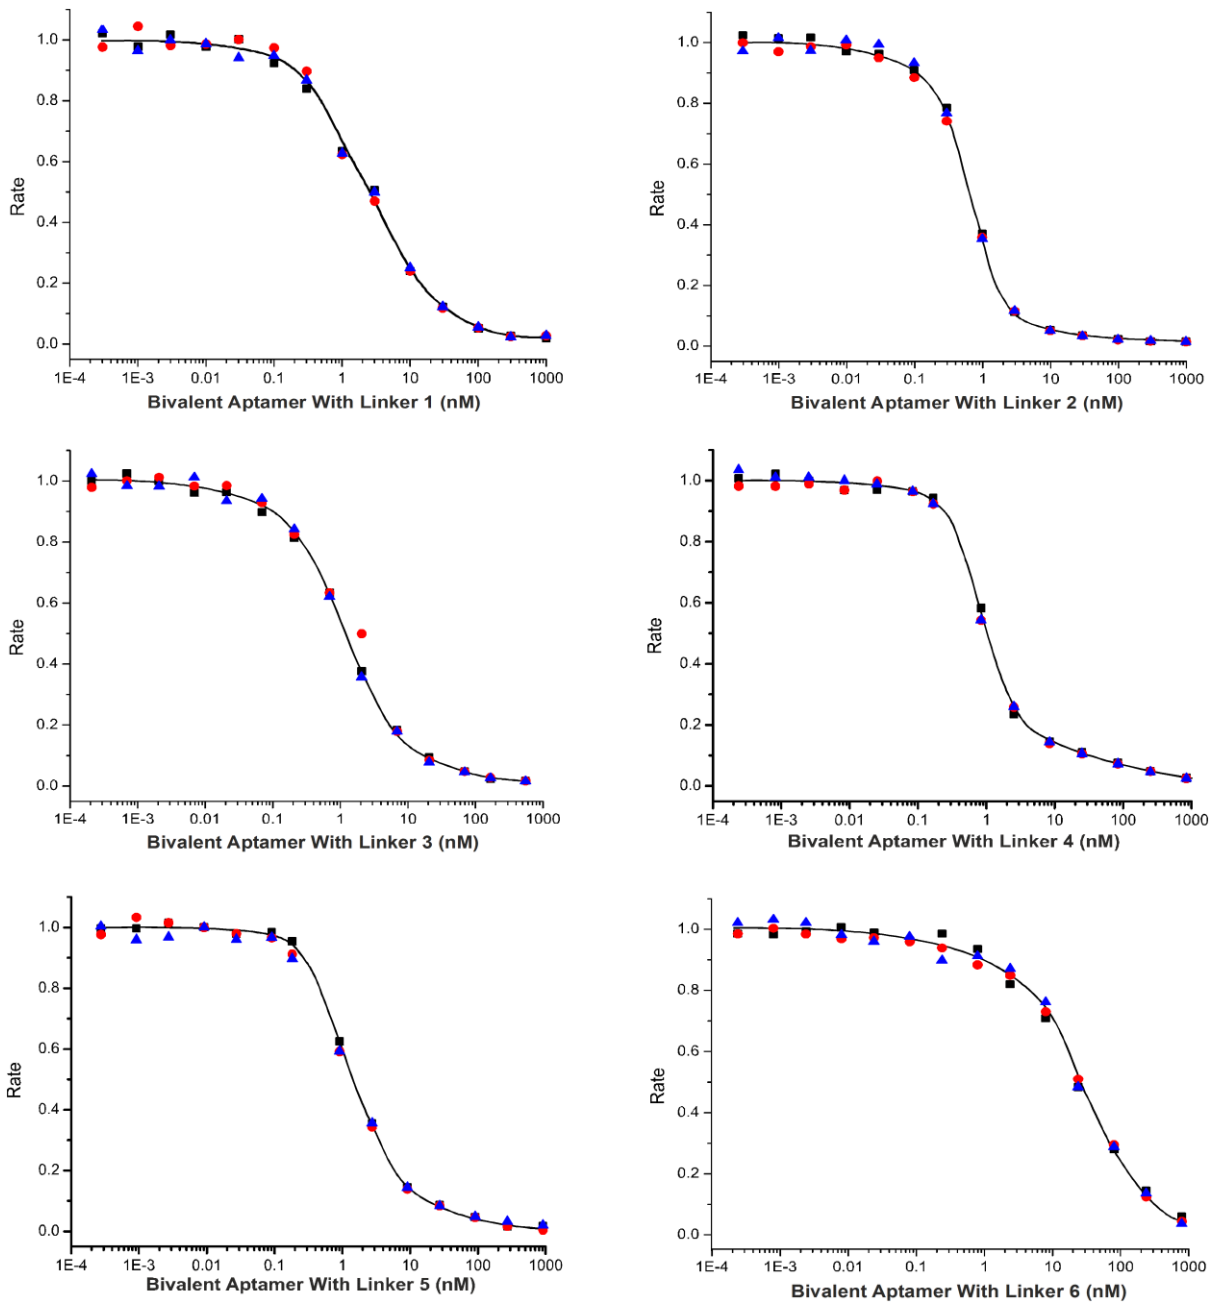 1.0
0.8
0.6
0.4
0.2
0.0
Rate
1E-4 1E-3 0.01 0.1 1 10 100 1000
Bivalent Aptamer With Linker 1 (nM)
1.0
0.8
0.6
0.4
0.2
0.0
Rate
1E-4 1E-3 0.01 0.1 1 10 100 1000
Bivalent Aptamer With Linker 2 (nM)
1.0
0.8
0.6
0.4
0.2
0.0
Rate
1E-4 1E-3 0.01 0.1 1 10 100 1000
Bivalent Aptamer With Linker 3 (nM)
1.0
0.8
0.6
0.4
0.2
0.0
Rate
1E-4 1E-3 0.01 0.1 1 10 100 1000
Bivalent Aptamer With Linker 4 (nM)
1.0
0.8
0.6
0.4
0.2
0.0
Rate
1E-4 1E-3 0.01 0.1 1 10 100 1000
Bivalent Aptamer With Linker 5 (nM)
1.0
0.8
0.6
0.4
0.2
0.0
Rate
1E-4 1E-3 0.01 0.1 1 10 100 1000
Bivalent Aptamer With Linker 6 (nM)